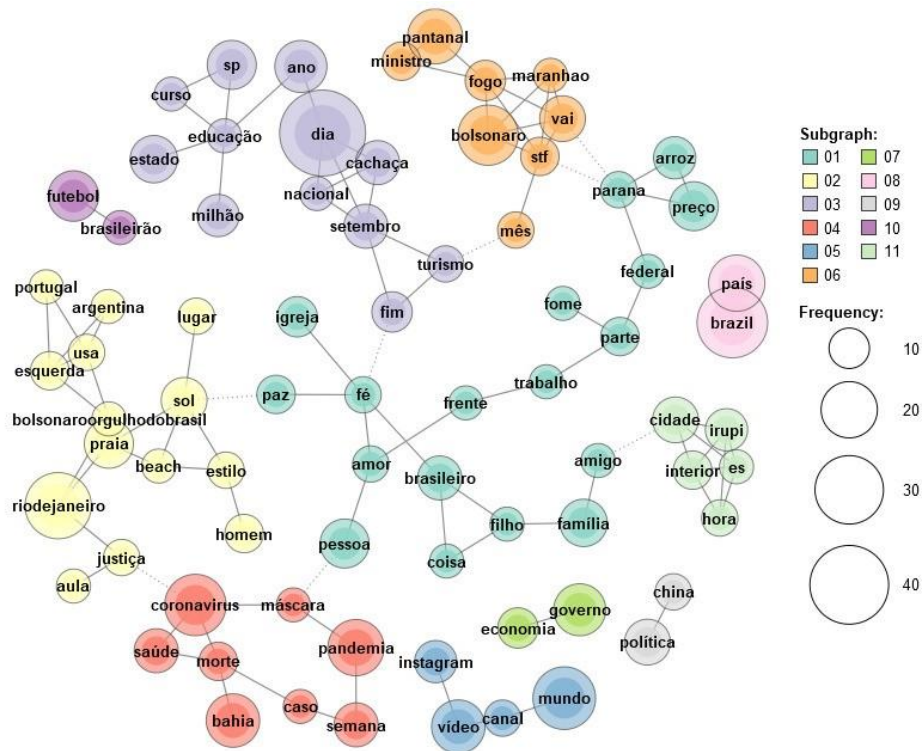 pantanal
ministro
fogo
maranhao
bolsonaro
vai
stf
mês
sp
ano
curso
educação
estado
milhão
dia
cachaça
nacional
setembro
turismo
fim
futebol
brasileirão
parana
arroz
preço
federal
fome
parte
trabalho
frente
país
brazil
portugal
argentina
usa
esquerda
lugar
sol
bolsonaroorgulhodobrasil
praia
beach
estilo
riodejaneiro
homem
justiça
aula
igreja
paz
fé
amor
brasileiro
pessoa
coisa
filho
família
amigo
cidade
irupi
interior
es
hora
coronavirus
máscara
saúde
morte
pandemia
bahia
caso
semana
instagram
vídeo
canal
mundo
economia
governo
china
política
Subgraph:
01 07
02 08
03 09
04 10
05 11
06
Frequency:
10
20
30
40